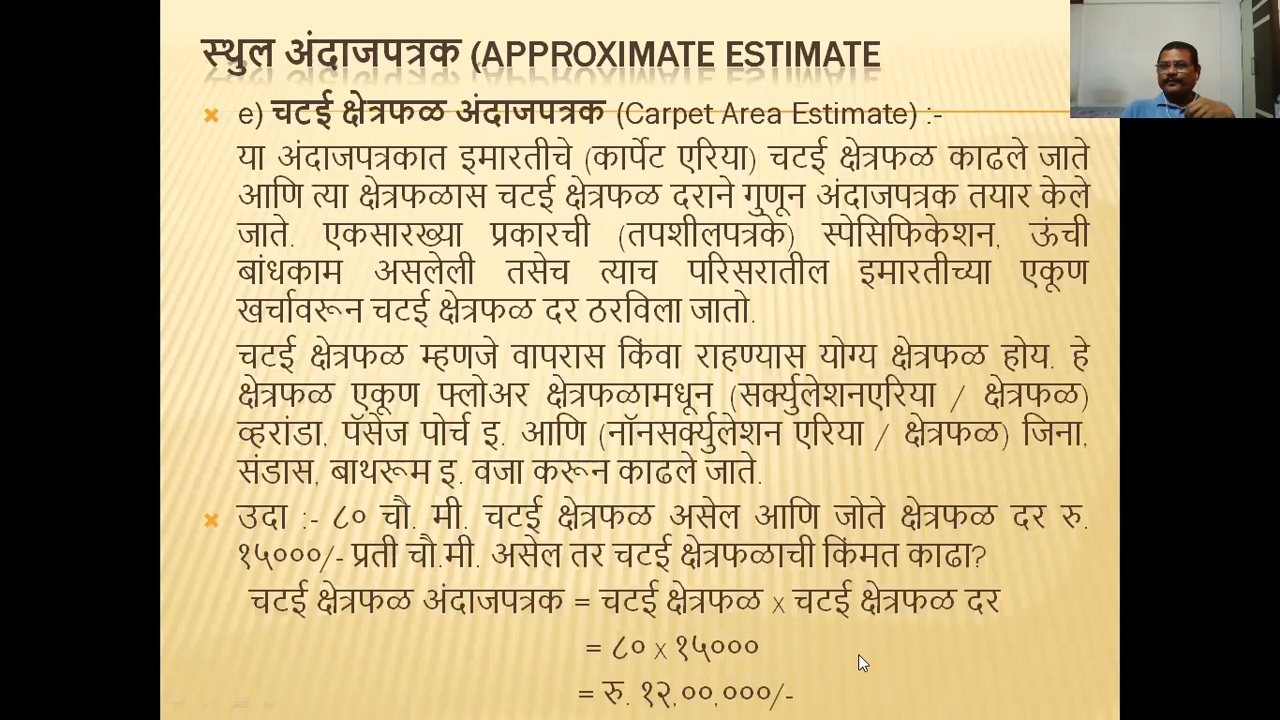 स्थुल अंदाजपत्रक (APPROXIMATE ESTIMATE
e) चटई क्षेत्रफळ अंदाजपत्रक (Carpet Area Estimate) :-
या अंदाजपत्रकात इमारतीचे (कार्पेट एरिया) चटई क्षेत्रफळ काढले जाते
आणि त्या क्षेत्रफळास चटई क्षेत्रफळ दराने गुणून अंदाजपत्रक तयार केले
जाते. एकसारख्या प्रकारची (तपशीलपत्रके) स्पेसिफिकेशन, ऊंची
बांधकाम असलेली तसेच त्याच परिसरातील इमारतीच्या एकूण
खर्चावरून चटई क्षेत्रफळ दर ठरविला जातो.
चटई क्षेत्रफळ म्हणजे वापरास किंवा राहण्यास योग्य क्षेत्रफळ होय. हे
क्षेत्रफळ एकूण फ्लोअर क्षेत्रफळामधून (सर्क्युलेशनएरिया / क्षेत्रफळ)
व्हरांडा, पॅसेज पोर्च इ. आणि (नॉनसर्क्युलेशन एरिया / क्षेत्रफळ) जिना,
संडास, बाथरूम इ. वजा करून काढले जाते.
उदा :- ८० चौ. मी. चटई क्षेत्रफळ असेल आणि जोते क्षेत्रफळ दर रु.
१५०००/- प्रती चौ.मी. असेल तर चटई क्षेत्रफळाची किंमत काढा?
चटई क्षेत्रफळ अंदाजपत्रक = चटई क्षेत्रफळ x चटई क्षेत्रफळ दर
= ८० x १५०००
= रु. १२,००,०००/-